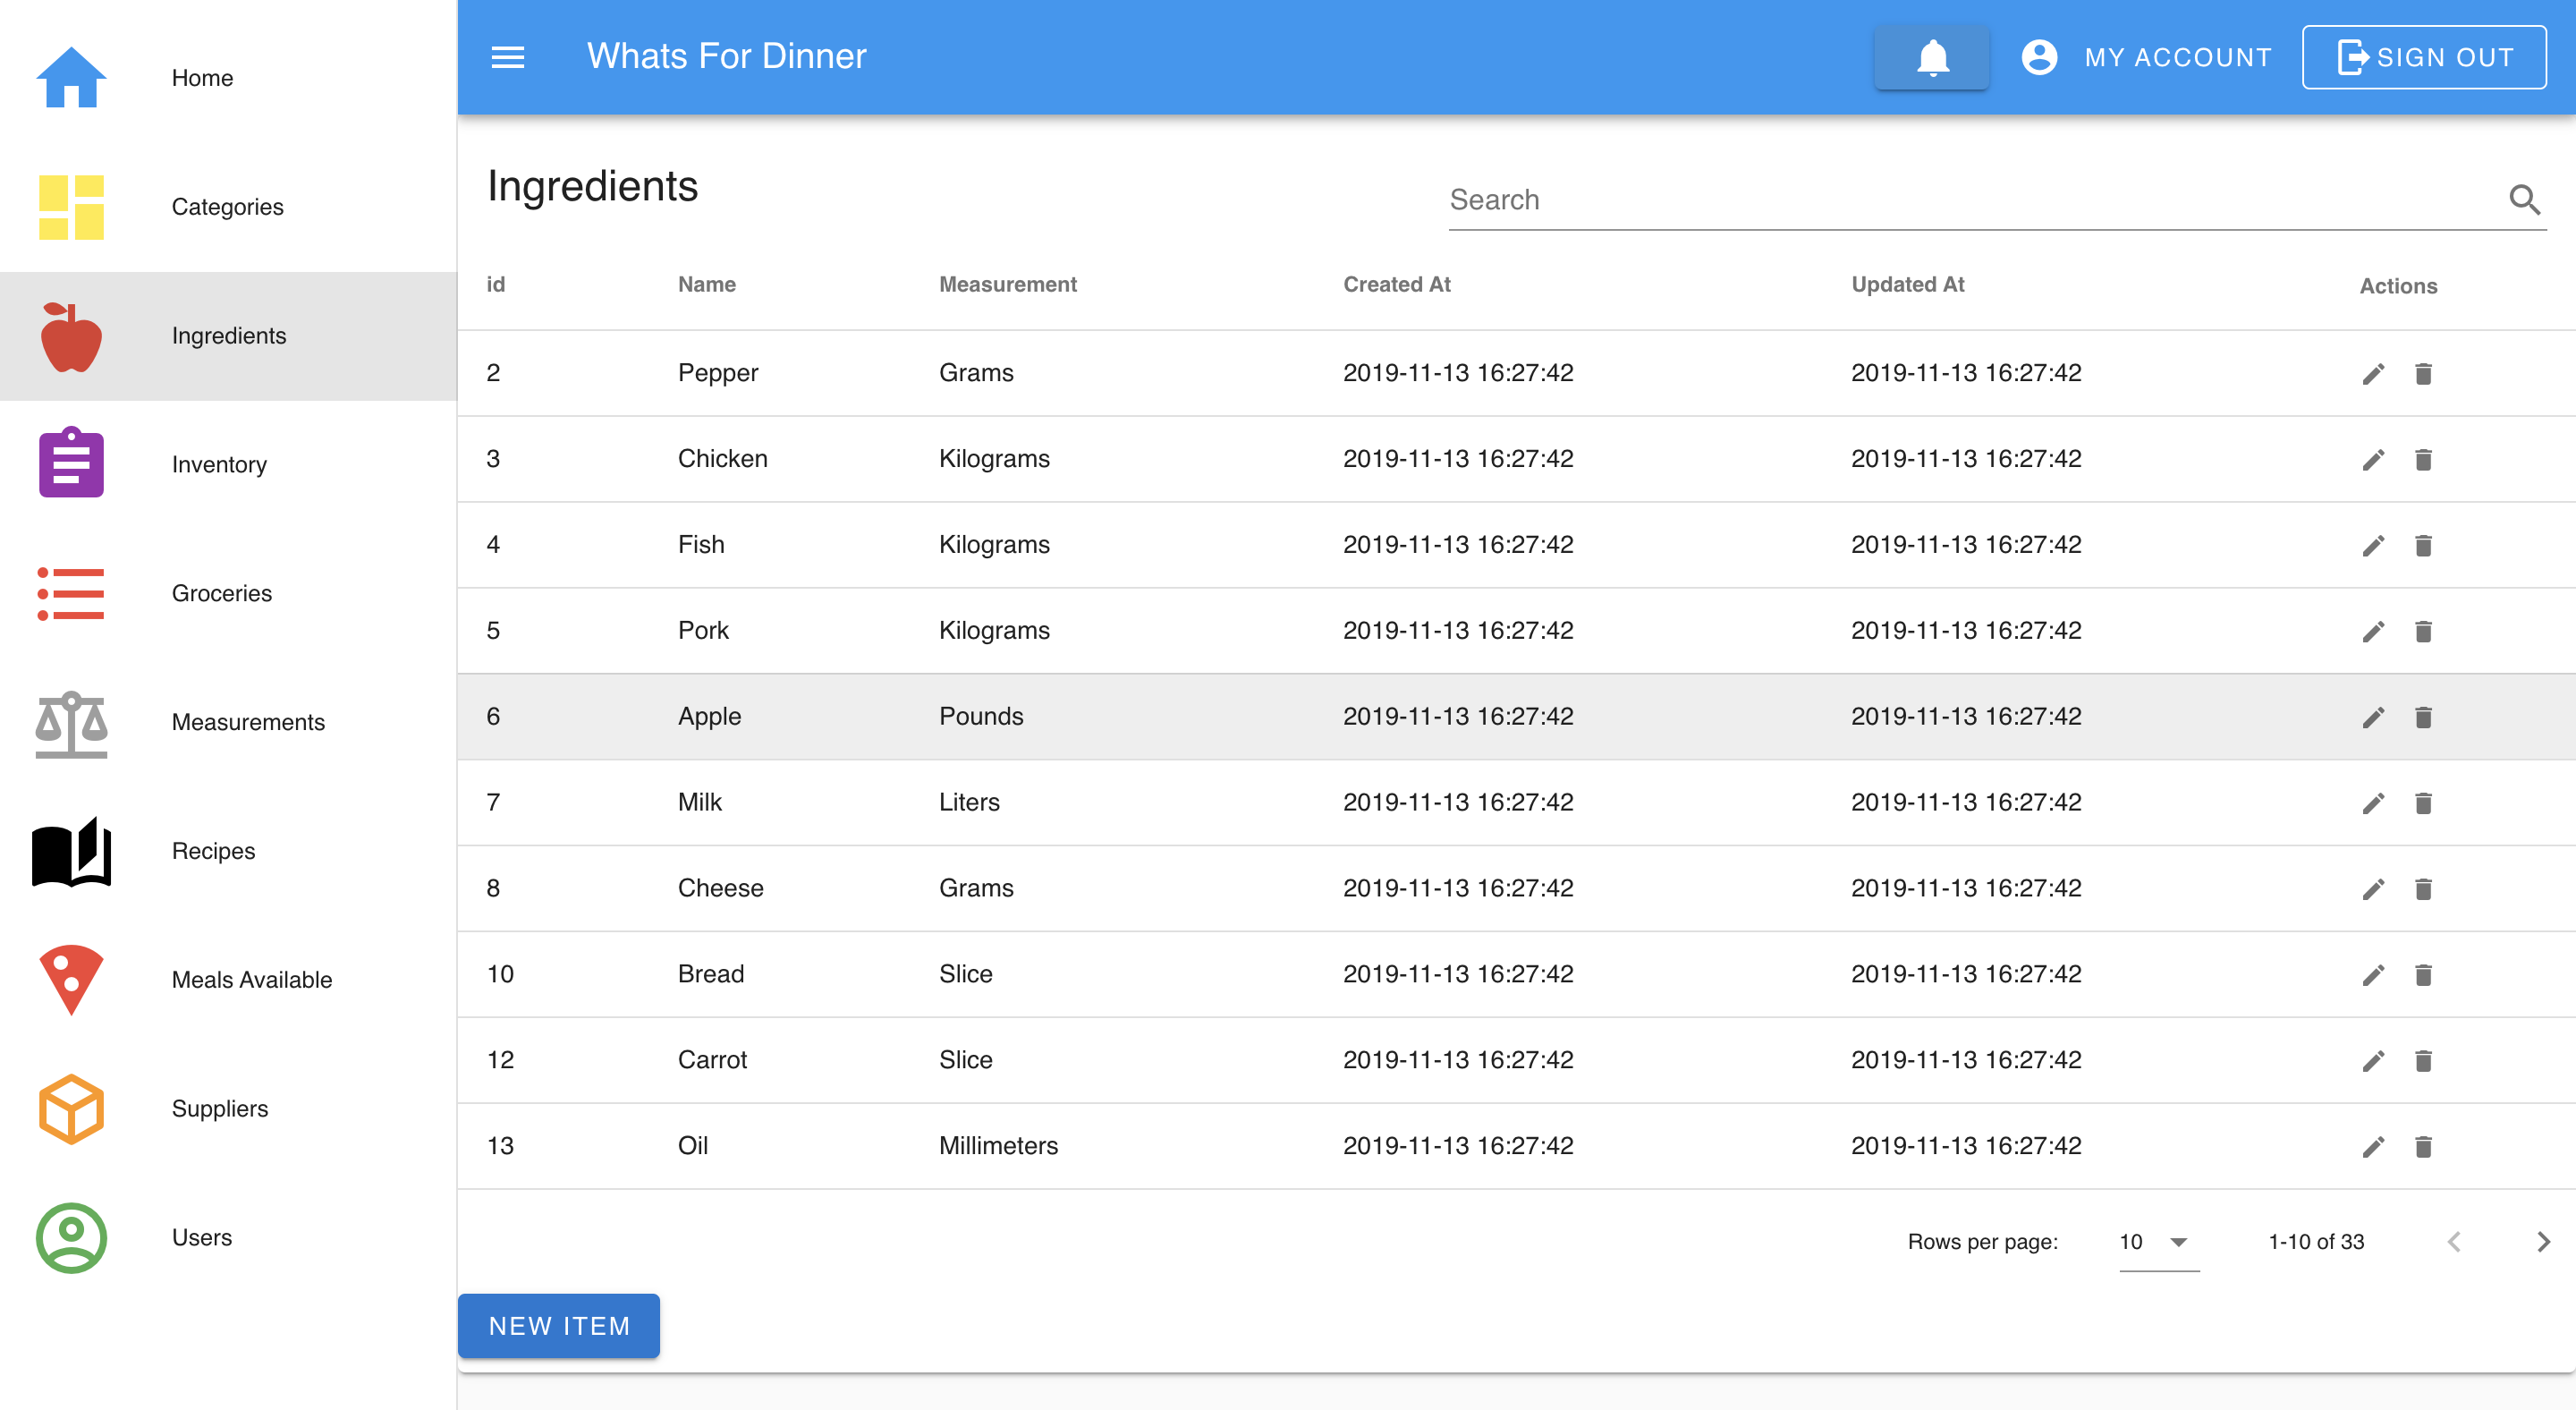 Home
Categories
Ingredients
Inventory
Groceries
Measurements
Recipes
Meals Available
Suppliers
Users
Whats For Dinner MY ACCOUNT SIGN OUT
Ingredients Search
id Name Measurement Created At Updated At Actions
2 Pepper Grams 2019-11-13 16:27:42 2019-11-13 16:27:42
3 Chicken Kilograms 2019-11-13 16:27:42 2019-11-13 16:27:42
4 Fish Kilograms 2019-11-13 16:27:42 2019-11-13 16:27:42
5 Pork Kilograms 2019-11-13 16:27:42 2019-11-13 16:27:42
6 Apple Pounds 2019-11-13 16:27:42 2019-11-13 16:27:42
7 Milk Liters 2019-11-13 16:27:42 2019-11-13 16:27:42
8 Cheese Grams 2019-11-13 16:27:42 2019-11-13 16:27:42
10 Bread Slice 2019-11-13 16:27:42 2019-11-13 16:27:42
12 Carrot Slice 2019-11-13 16:27:42 2019-11-13 16:27:42
13 Oil Millimeters 2019-11-13 16:27:42 2019-11-13 16:27:42
Rows per page: 10 1-10 of 33
NEW ITEM